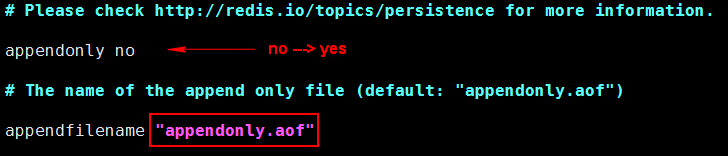 # Please check http://redis.io/topics/persistence for more information.
appendonly no
no ---> yes
# The name of the append only file (default: "appendonly.aof")
appendfilename "appendonly.aof"